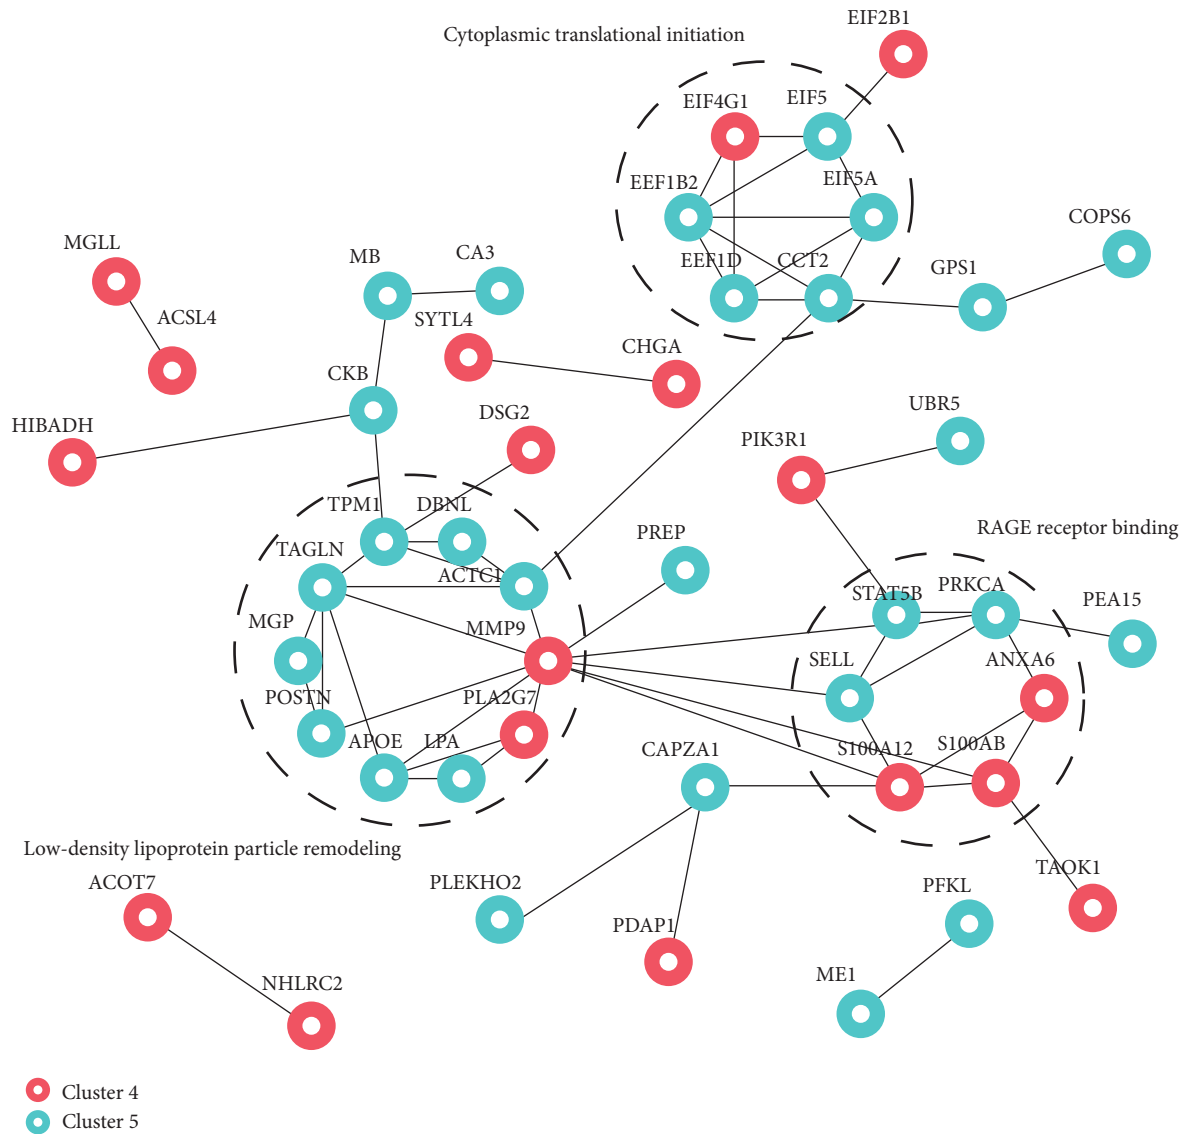 EIF2B1
Cytoplasmic translational initiation
EIF4G1
EIF5
EEF1B2
EIF5A
COPS6
MGLL
MB
CA3
EEF1D
CCT2
GPS1
ACSL4
SYTL4
CHGA
CKB
HIBADH
DSG2
UBR5
PIK3R1
TPM1
DBNL
PREP
RAGE receptor binding
TAGLN
ACTC1
STAT5B
PRKCA
PEA15
MGP
MMP9
SELL
ANXA6
POSTN
PLA2G7
APOE
LPA
CAPZA1
S100A12
S100AB
Low-density lipoprotein particle remodeling
ACOT7
PLEKHO2
PFKL
TAOK1
PDAP1
NHLRC2
ME1
Cluster 4
Cluster 5